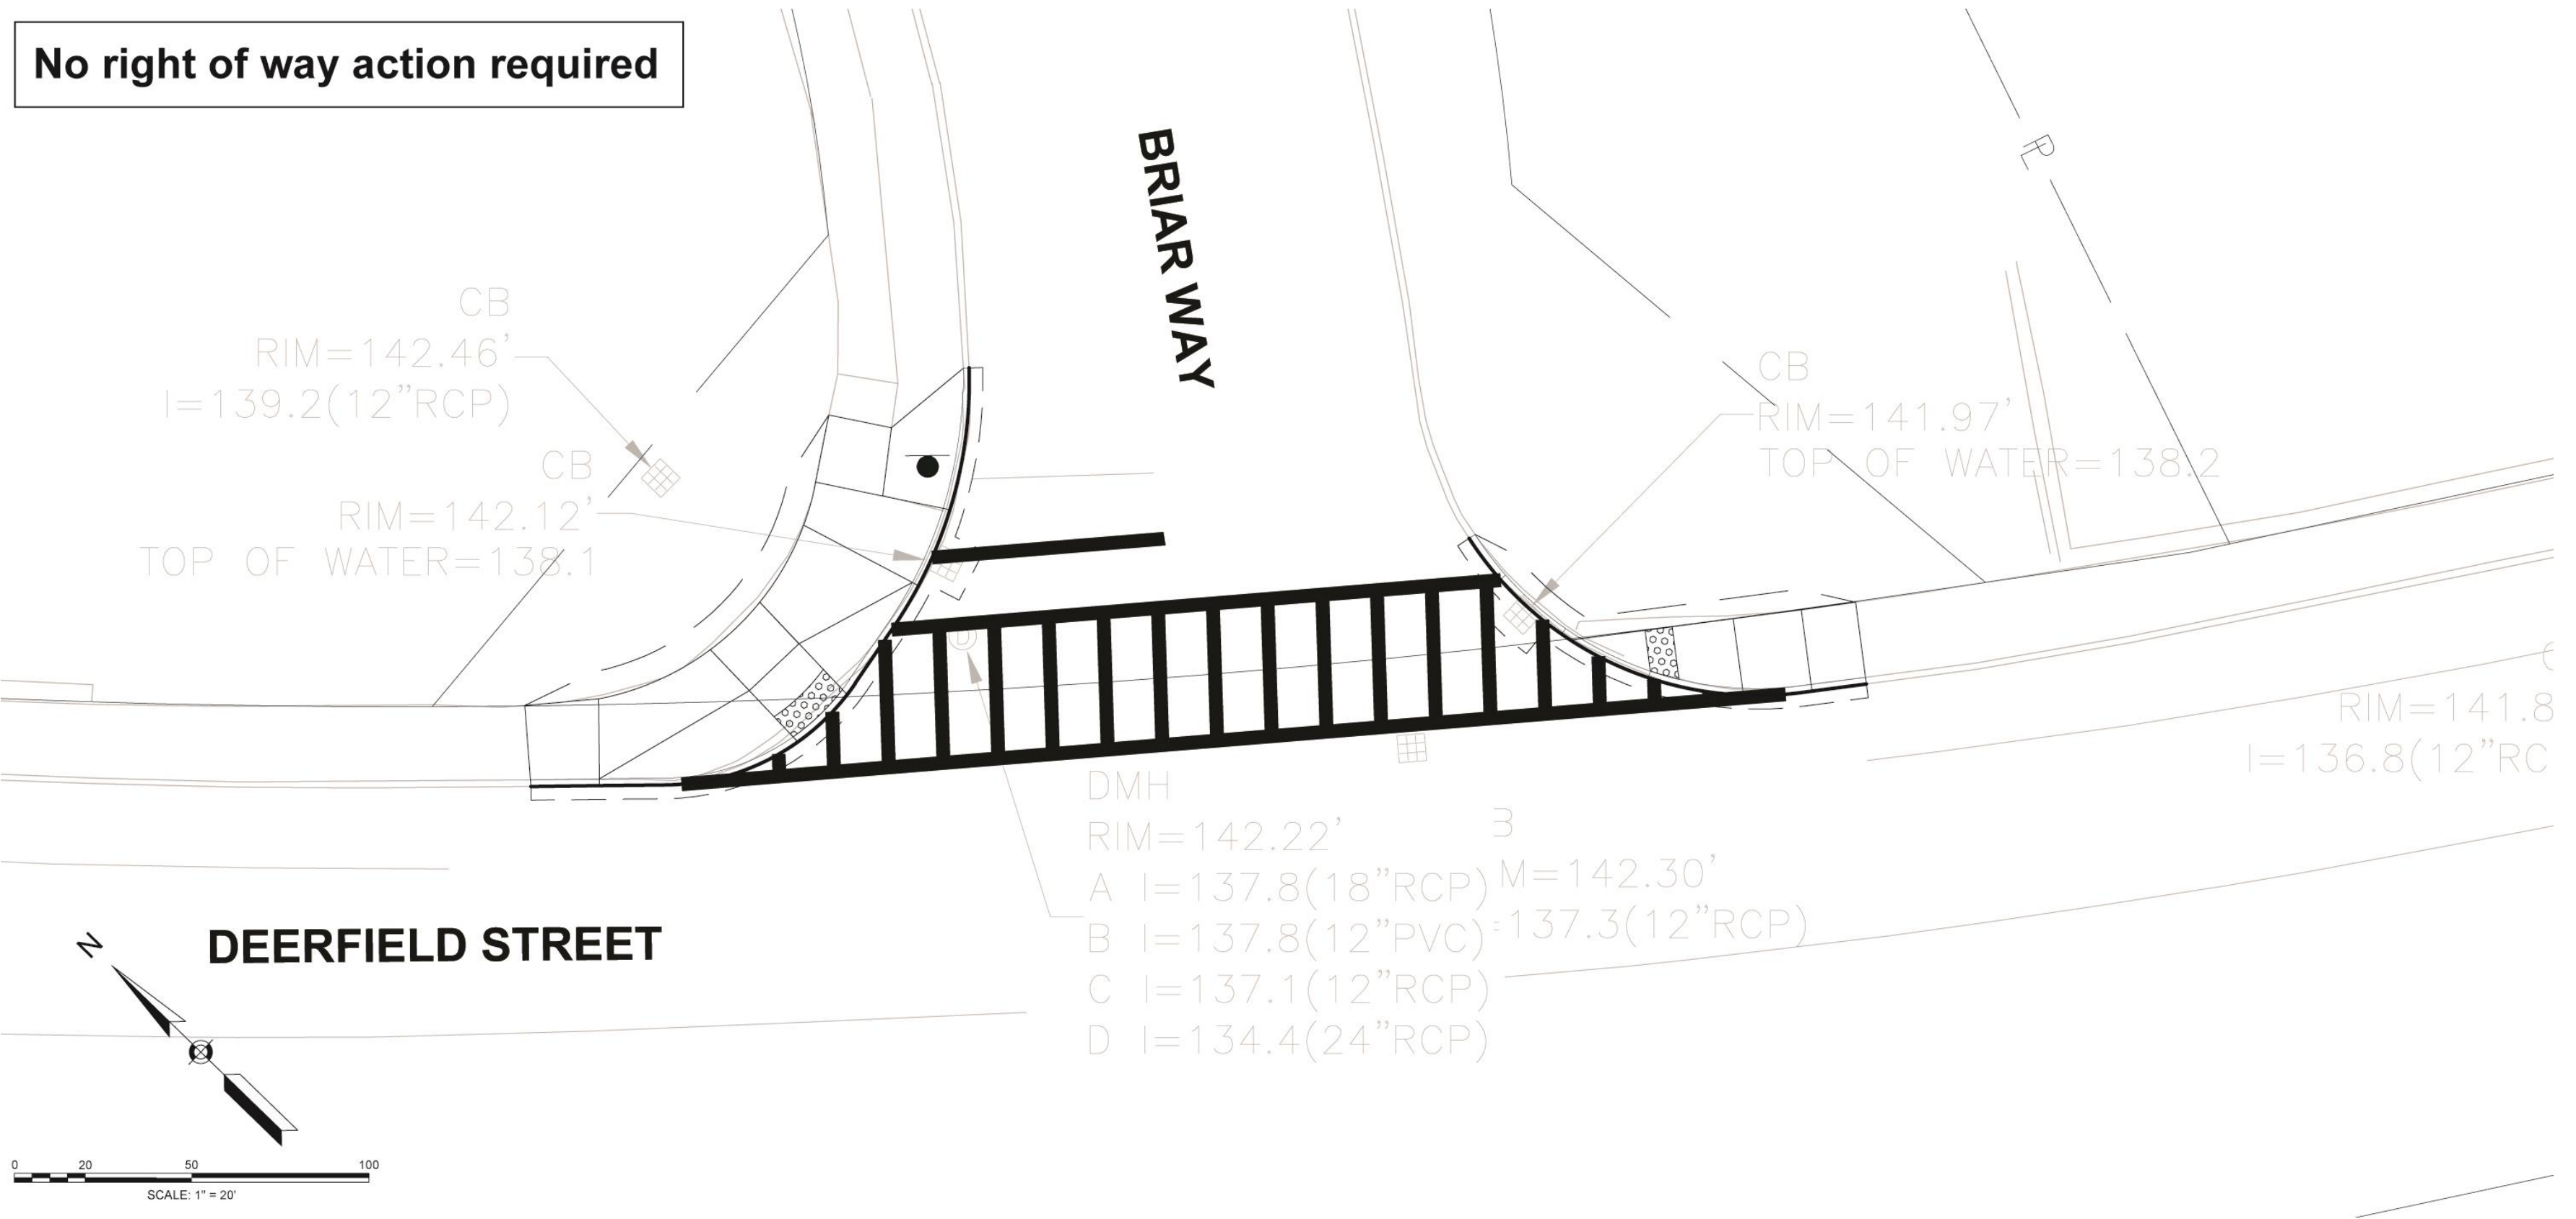 No right of way action required
BRIAR WAY
PL
CB
RIM=142.46'
I=139.2(12"RCP)
CB
RIM=142.12'
TOP OF WATER=138.1
CB
RIM=141.97'
TOP OF WATER=138.2
D
RIM=141.8
I=136.8(12"RC
DMH
RIM=142.22'
A I=137.8(18"RCP)
B I=137.8(12"PVC)
C I=137.1(12"RCP)
D I=134.4(24"RCP)
B
M=142.30'
=137.3(12"RCP)
DEERFIELD STREET
N
0 20 50 100
SCALE: 1" = 20'